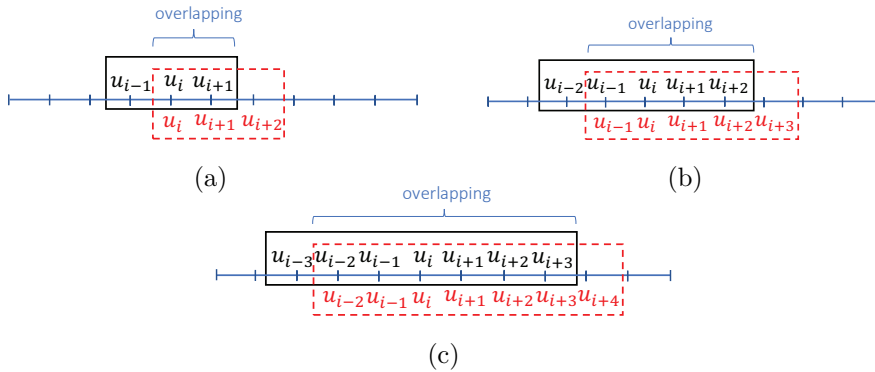 overlapping
u_{i-1} u_i u_{i+1}
u_i u_{i+1} u_{i+2}
(a)
overlapping
u_{i-2} u_{i-1} u_i u_{i+1} u_{i+2}
u_{i-1} u_i u_{i+1} u_{i+2} u_{i+3}
(b)
overlapping
u_{i-3} u_{i-2} u_{i-1} u_i u_{i+1} u_{i+2} u_{i+3}
u_{i-2} u_{i-1} u_i u_{i+1} u_{i+2} u_{i+3} u_{i+4}
(c)